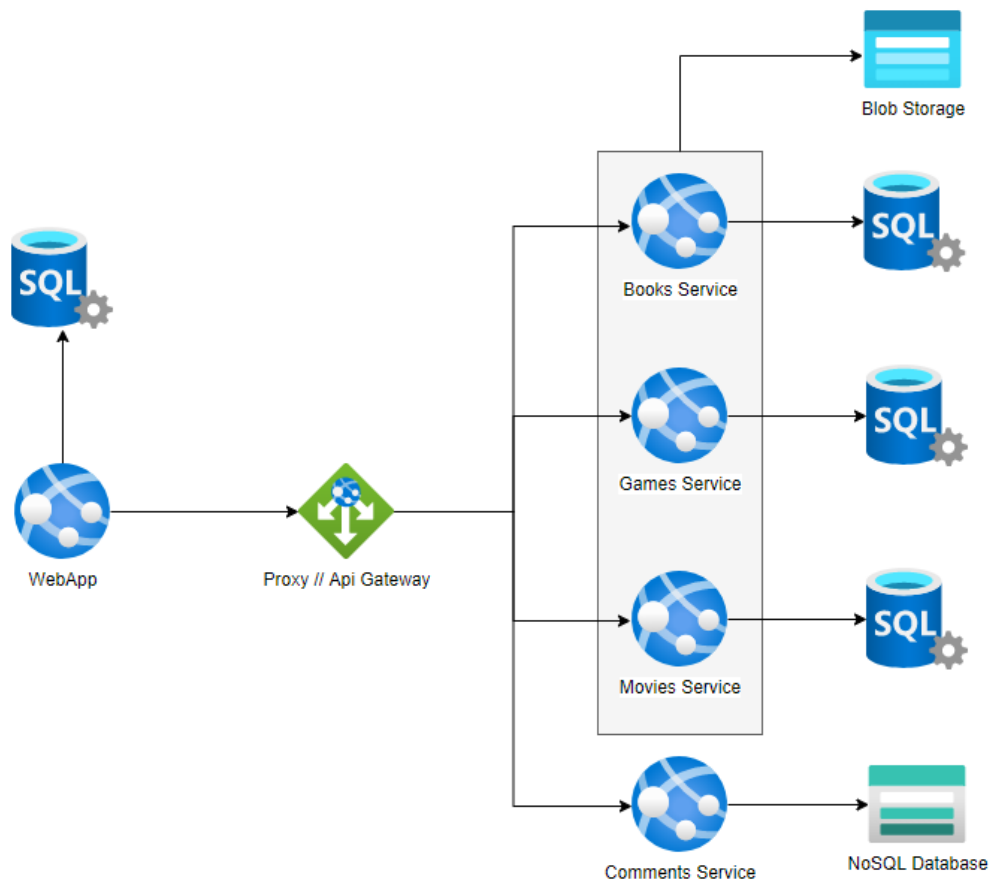 Blob Storage
SQL
Books Service
SQL
SQL
Games Service
WebApp
Proxy // Api Gateway
SQL
Movies Service
Comments Service
NoSQL Database